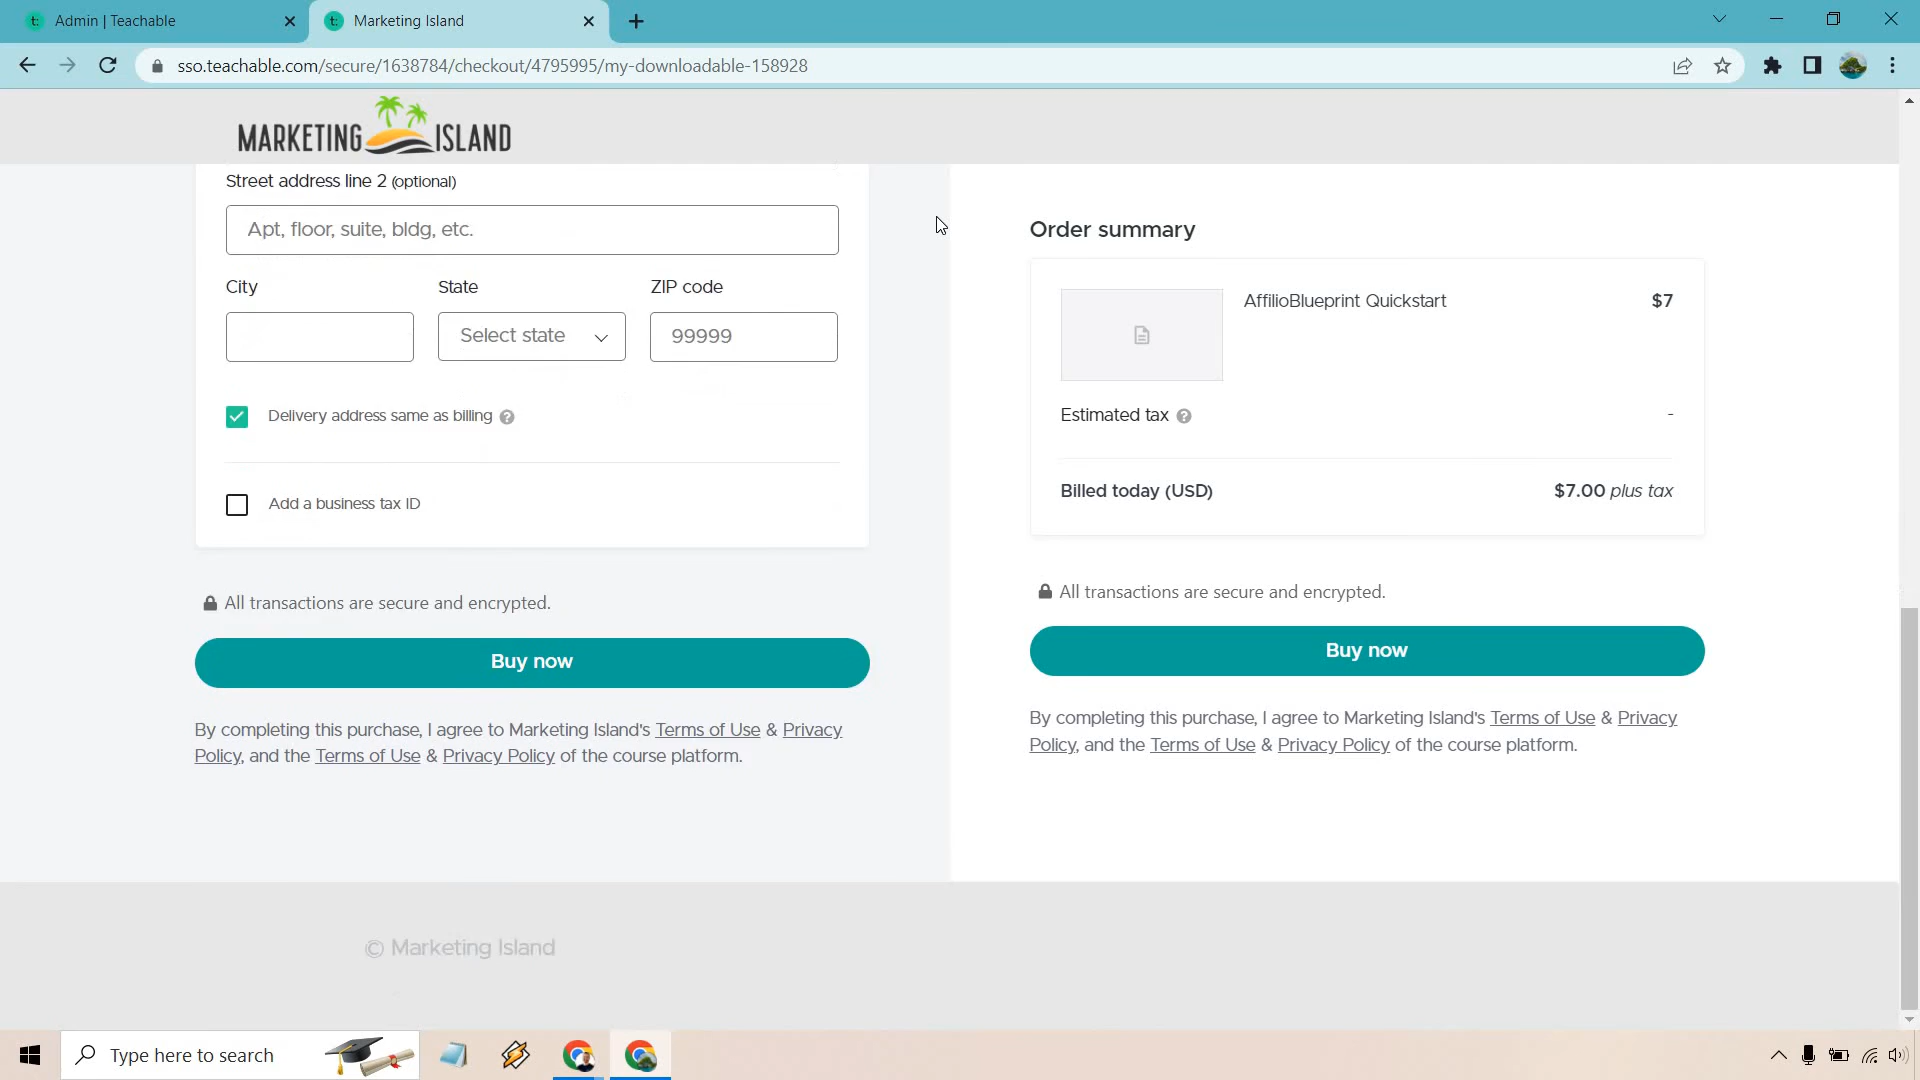 Admin | Teachable
Marketing Island
sso.teachable.com/secure/1638784/checkout/4795995/my-downloadable-158928
MARKETING ISLAND
Street address line 2 (optional)
Apt, floor, suite, bldg, etc.
City
State
ZIP code
Select state
99999
Delivery address same as billing
Add a business tax ID
All transactions are secure and encrypted.
Buy now
By completing this purchase, I agree to Marketing Island's Terms of Use & Privacy
Policy, and the Terms of Use & Privacy Policy of the course platform.
Order summary
AffilioBlueprint Quickstart
$7
Estimated tax
-
Billed today (USD)
$7.00 plus tax
All transactions are secure and encrypted.
Buy now
By completing this purchase, I agree to Marketing Island's Terms of Use & Privacy
Policy, and the Terms of Use & Privacy Policy of the course platform.
© Marketing Island
Type here to search